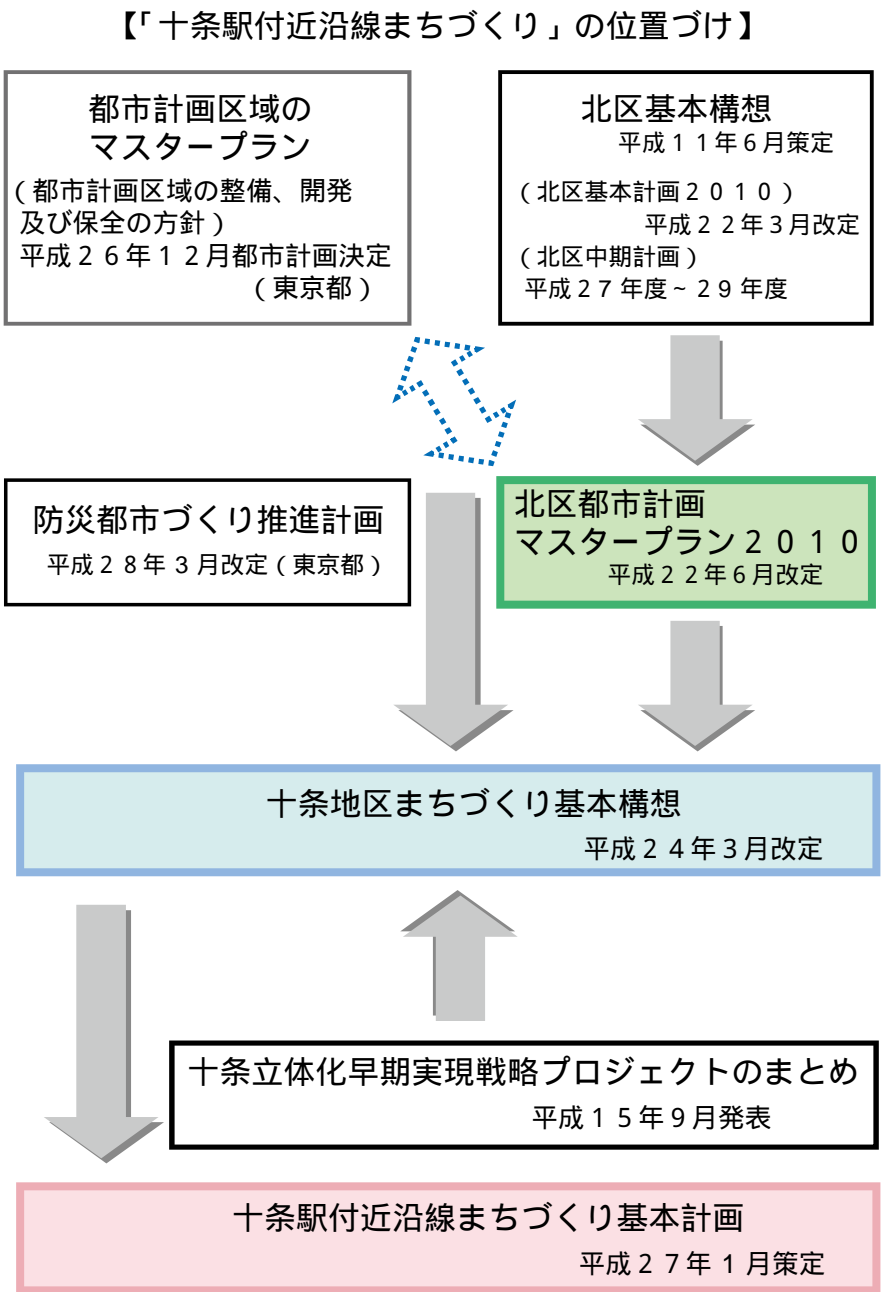 【「十条駅付近沿線まちづくり」の位置づけ】
都市計画区域の
マスタープラン
(都市計画区域の整備、開発
及び保全の方針)
平成26年12月都市計画決定
(東京都)
北区基本構想
平成11年6月策定
(北区基本計画2010)
平成22年3月改定
(北区中期計画)
平成27年度~29年度
防災都市づくり推進計画
平成28年3月改定(東京都)
北区都市計画
マスタープラン2010
平成22年6月改定
十条地区まちづくり基本構想
平成24年3月改定
十条立体化早期実現戦略プロジェクトのまとめ
平成15年9月発表
十条駅付近沿線まちづくり基本計画
平成27年1月策定